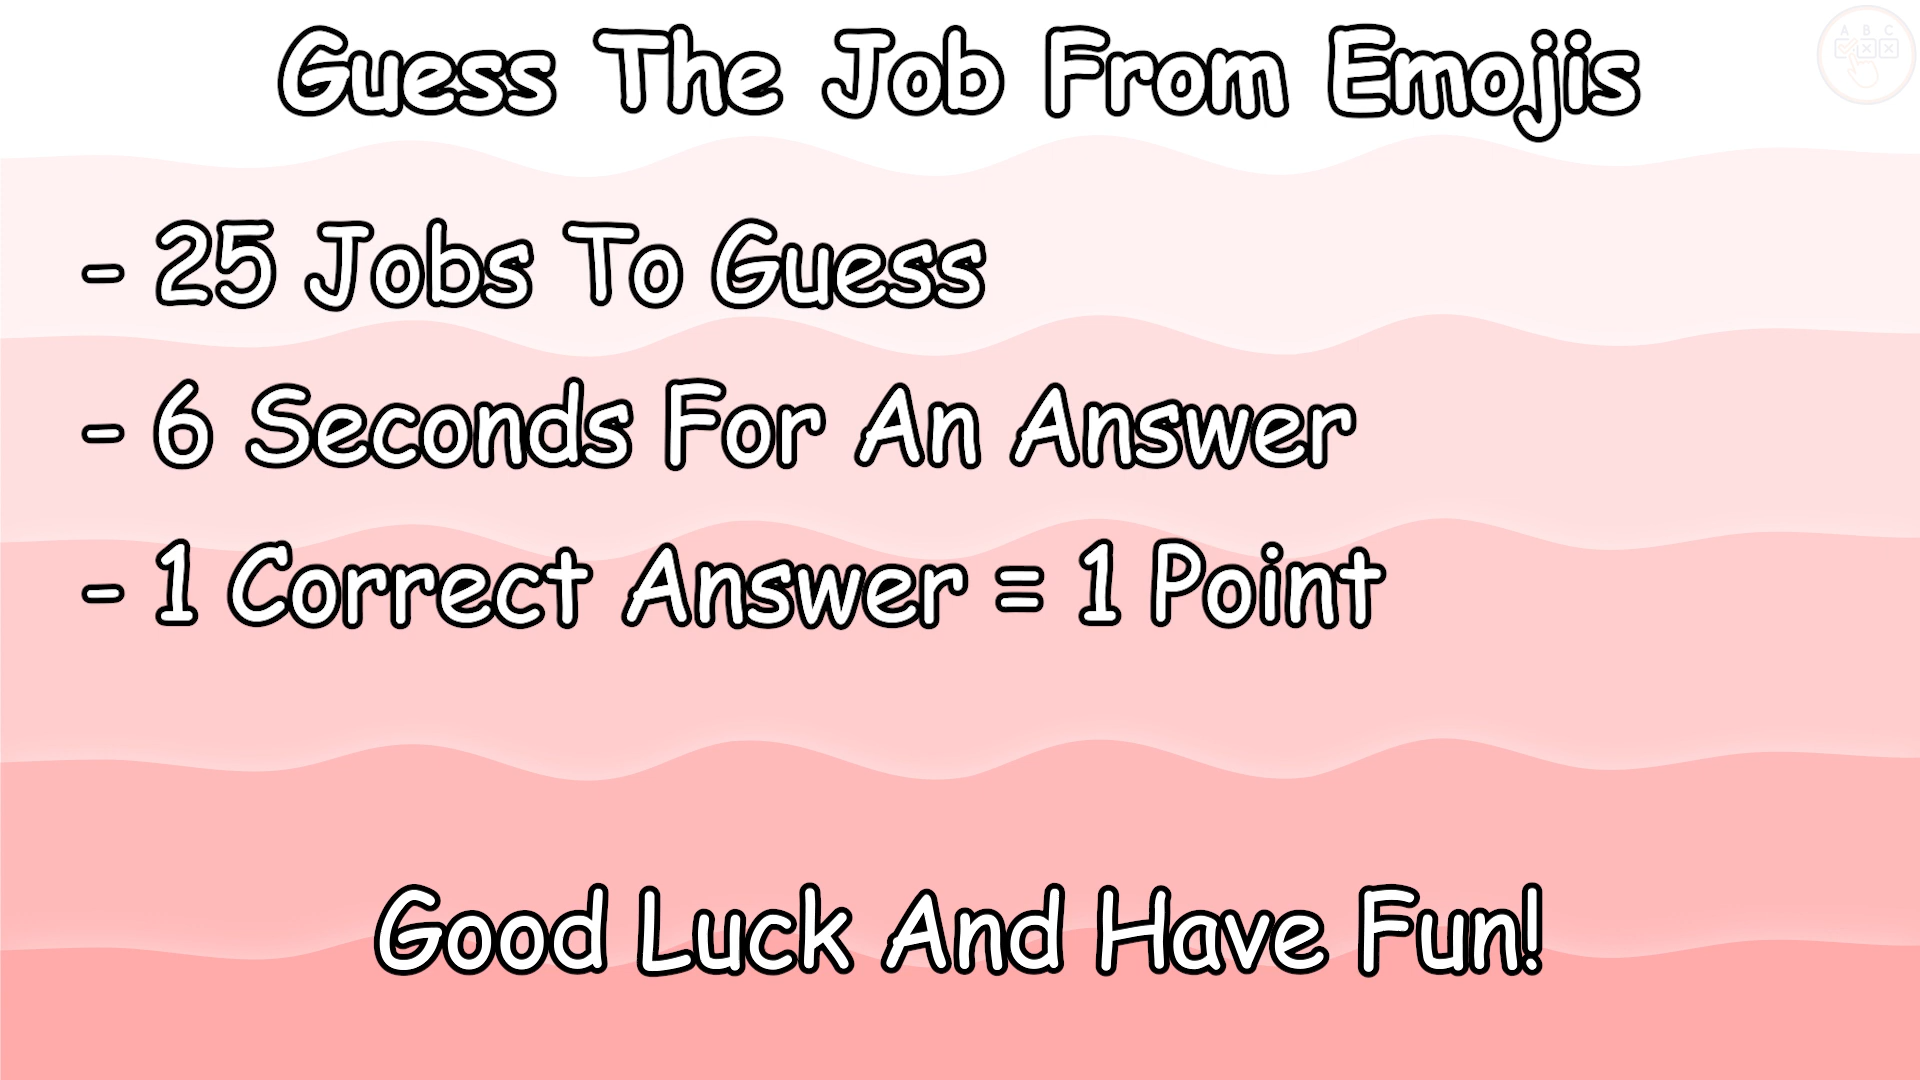 Guess The Job From Emojis
A B C
- 25 Jobs To Guess
- 6 Seconds For An Answer
- 1 Correct Answer = 1 Point
Good Luck And Have Fun!